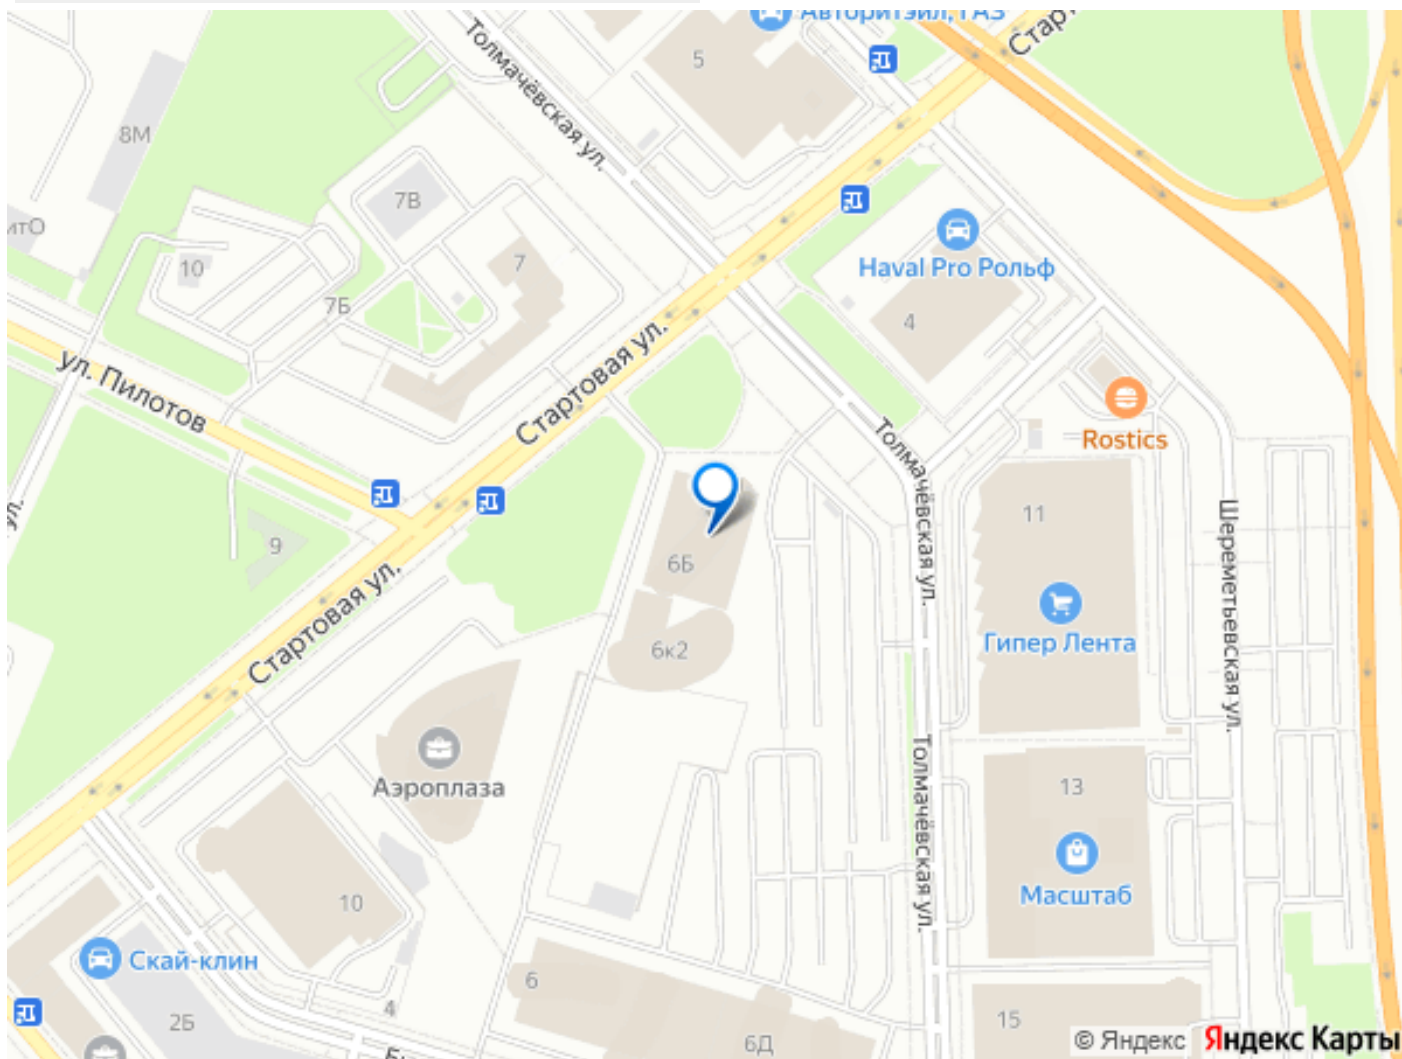 Авторитэйл, ГАЗ
Толмачёвская ул.
5
8М
7В
10
7
7Б
Haval Pro Рольф
4
ул. Пилотов
Стартовая ул.
Rostics
Толмачёвская ул.
9
11
6Б
Шереметьевская ул.
Стартовая ул.
6к2
Гипер Лента
Аэроплаза
Толмачёвская ул.
13
Масштаб
10
Скай-клин
6
4
2Б
15
6Д
© Яндекс Яндекс Карты